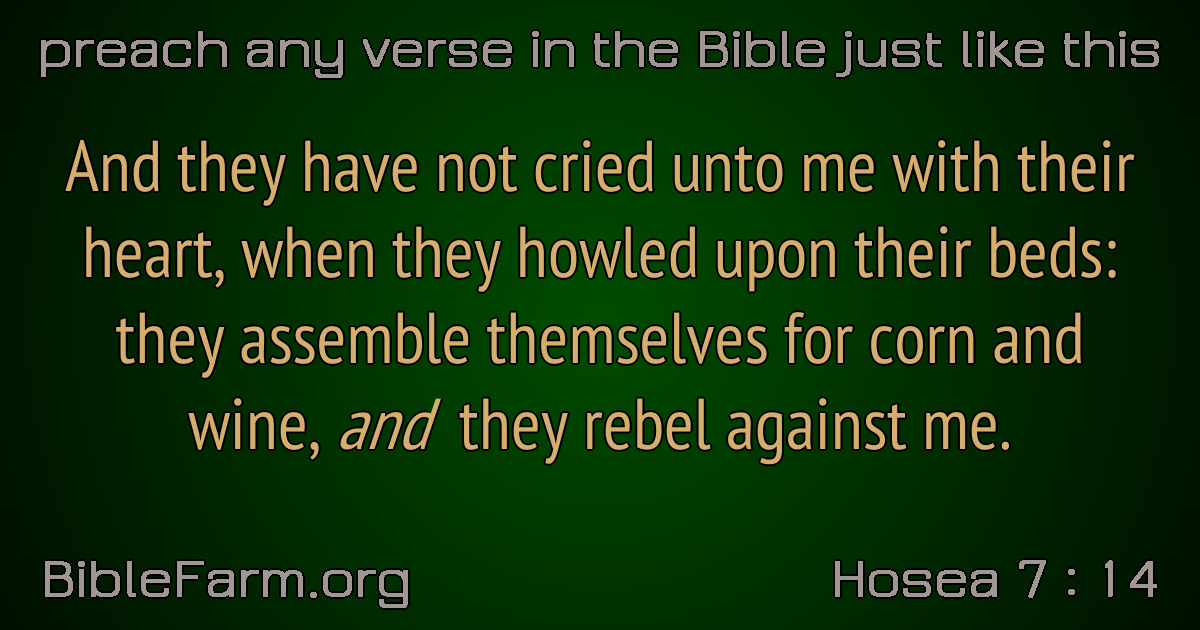 preach any verse in the Bible just like this
And they have not cried unto me with their
heart, when they howled upon their beds:
they assemble themselves for corn and
wine, and they rebel against me.
BibleFarm.org
Hosea 7 : 14